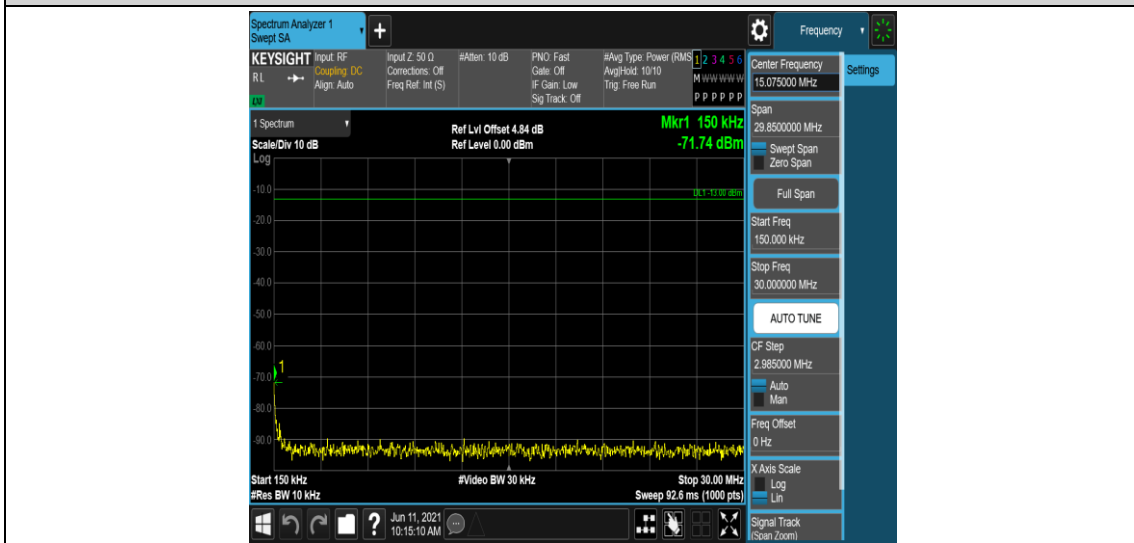 Spectrum Analyzer 1
Swept SA
+
Frequency
KEYSIGHT
RL
LXI
Input: RF
Coupling: DC
Align: Auto
Input Z: 50 Ω
Corrections: Off
Freq Ref: Int (S)
#Atten: 10 dB
PNO: Fast
Gate: Off
IF Gain: Low
Sig Track: Off
#Avg Type: Power (RMS
Avg|Hold: 10/10
Trig: Free Run
1 2 3 4 5 6
M W W W W W
P P P P P P
Center Frequency
15.075000 MHz
Settings
Span
29.8500000 MHz
Swept Span
Zero Span
Full Span
Start Freq
150.000 kHz
Stop Freq
30.000000 MHz
AUTO TUNE
CF Step
2.985000 MHz
Auto
Man
Freq Offset
0 Hz
X Axis Scale
Log
Lin
Signal Track
(Span Zoom)
1 Spectrum
Scale/Div 10 dB
Log
Ref Lvl Offset 4.84 dB
Ref Level 0.00 dBm
Mkr1 150 kHz
-71.74 dBm
DL1 -13.00 dBm
-10.0
-20.0
-30.0
-40.0
-50.0
-60.0
-70.0
-80.0
-90.0
1
Start 150 kHz
#Res BW 10 kHz
#Video BW 30 kHz
Stop 30.00 MHz
Sweep 92.6 ms (1000 pts)
?
Jun 11, 2021
10:15:10 AM